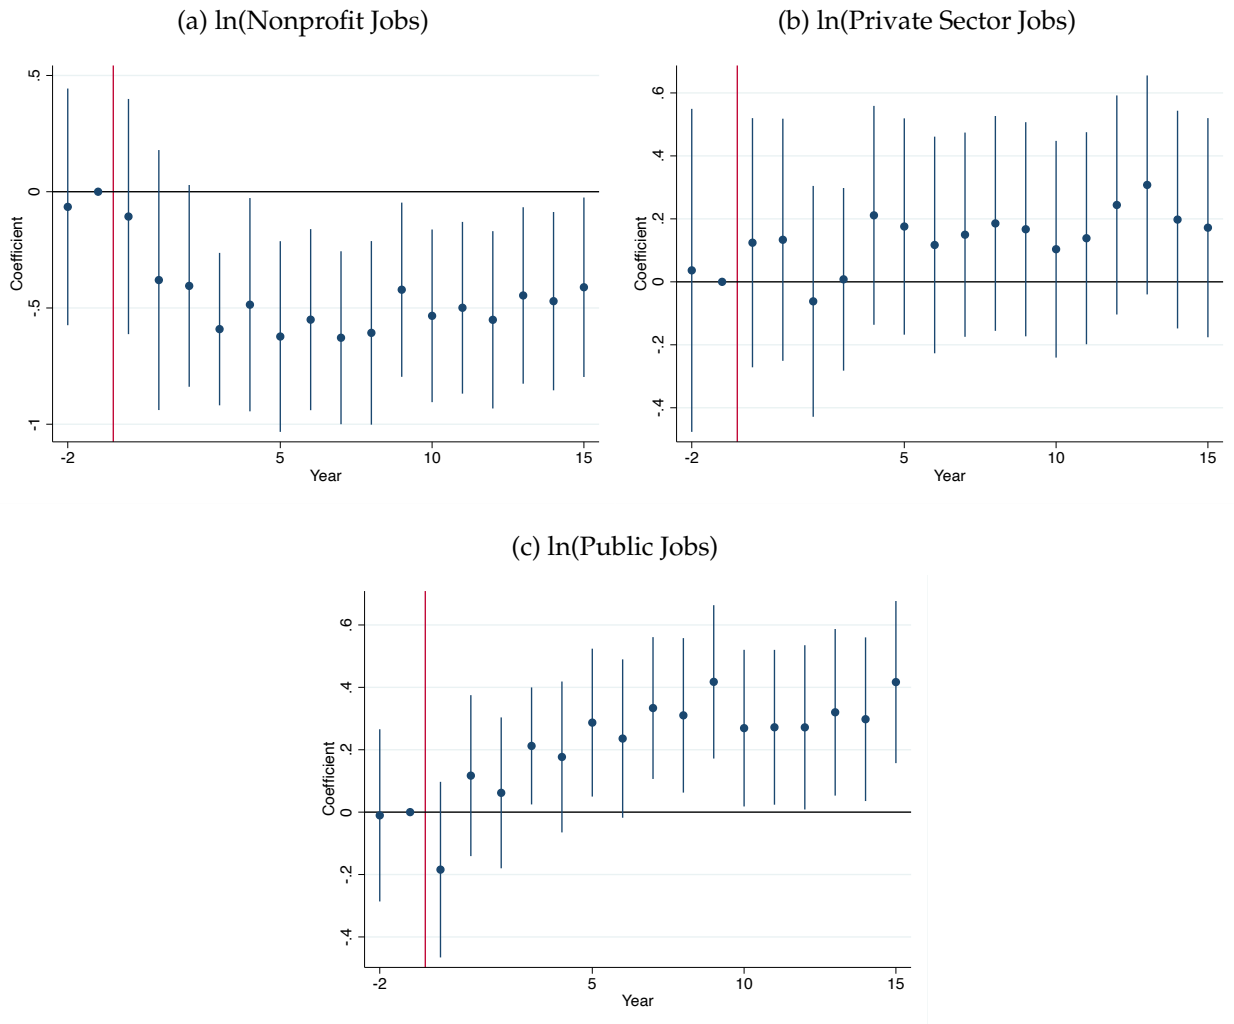 (a) ln(Nonprofit Jobs)
.5
0
-.5
-1
Coefficient
-2 5 10 15
Year
(b) ln(Private Sector Jobs)
.6
.4
.2
0
-.2
-.4
Coefficient
-2 5 10 15
Year
(c) ln(Public Jobs)
.6
.4
.2
0
-.2
-.4
Coefficient
-2 5 10 15
Year